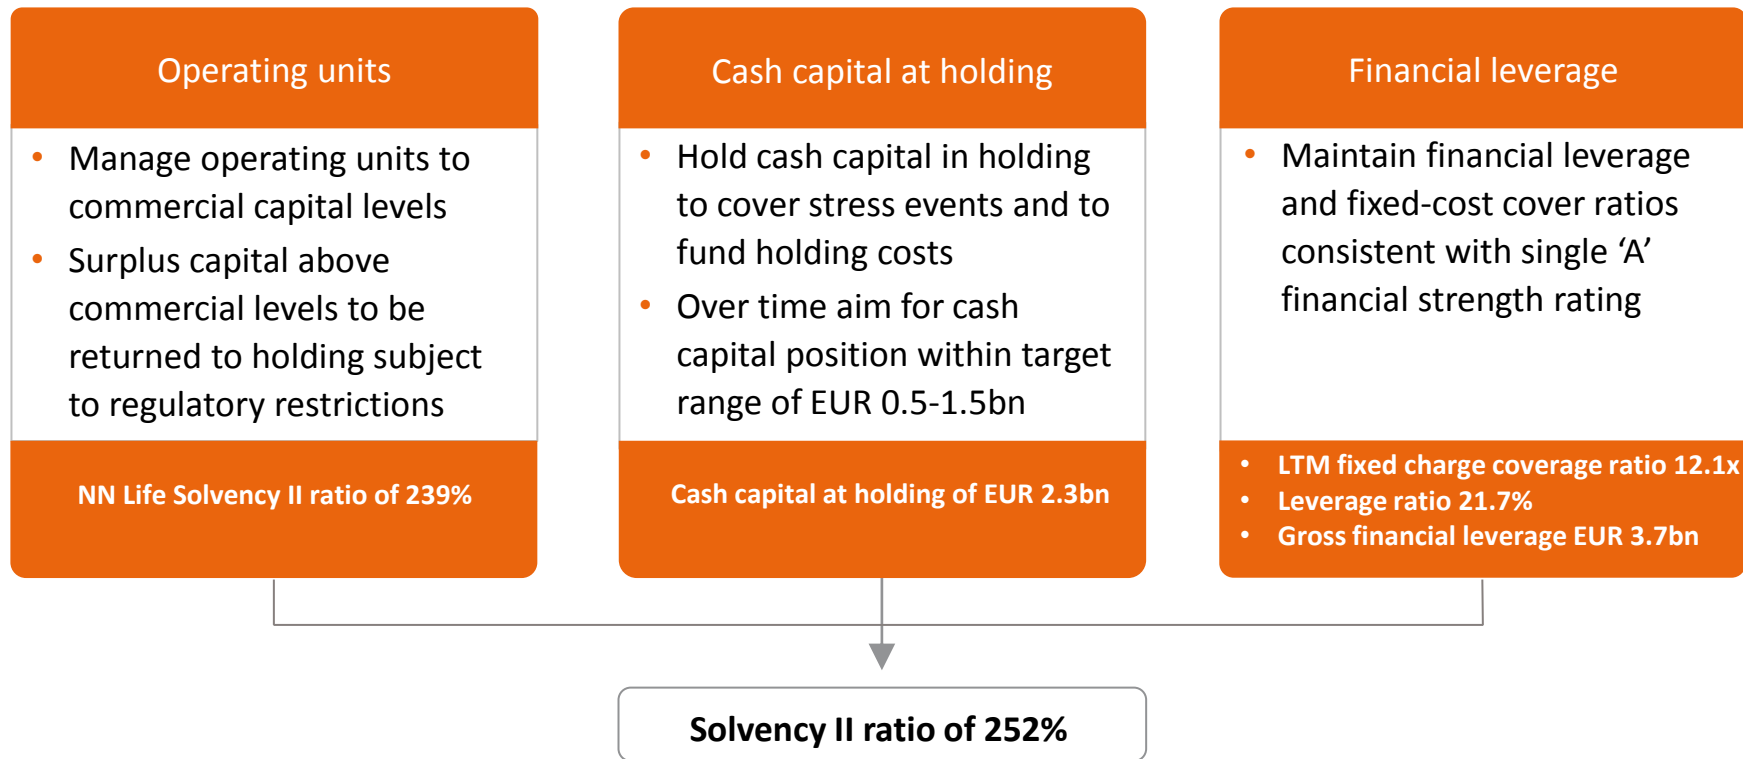 Operating units
• Manage operating units to
commercial capital levels
• Surplus capital above
commercial levels to be
returned to holding subject
to regulatory restrictions
NN Life Solvency II ratio of 239%
Cash capital at holding
• Hold cash capital in holding
to cover stress events and to
fund holding costs
• Over time aim for cash
capital position within target
range of EUR 0.5-1.5bn
Cash capital at holding of EUR 2.3bn
Financial leverage
• Maintain financial leverage
and fixed-cost cover ratios
consistent with single ‘A’
financial strength rating
• LTM fixed charge coverage ratio 12.1x
• Leverage ratio 21.7%
• Gross financial leverage EUR 3.7bn
Solvency II ratio of 252%